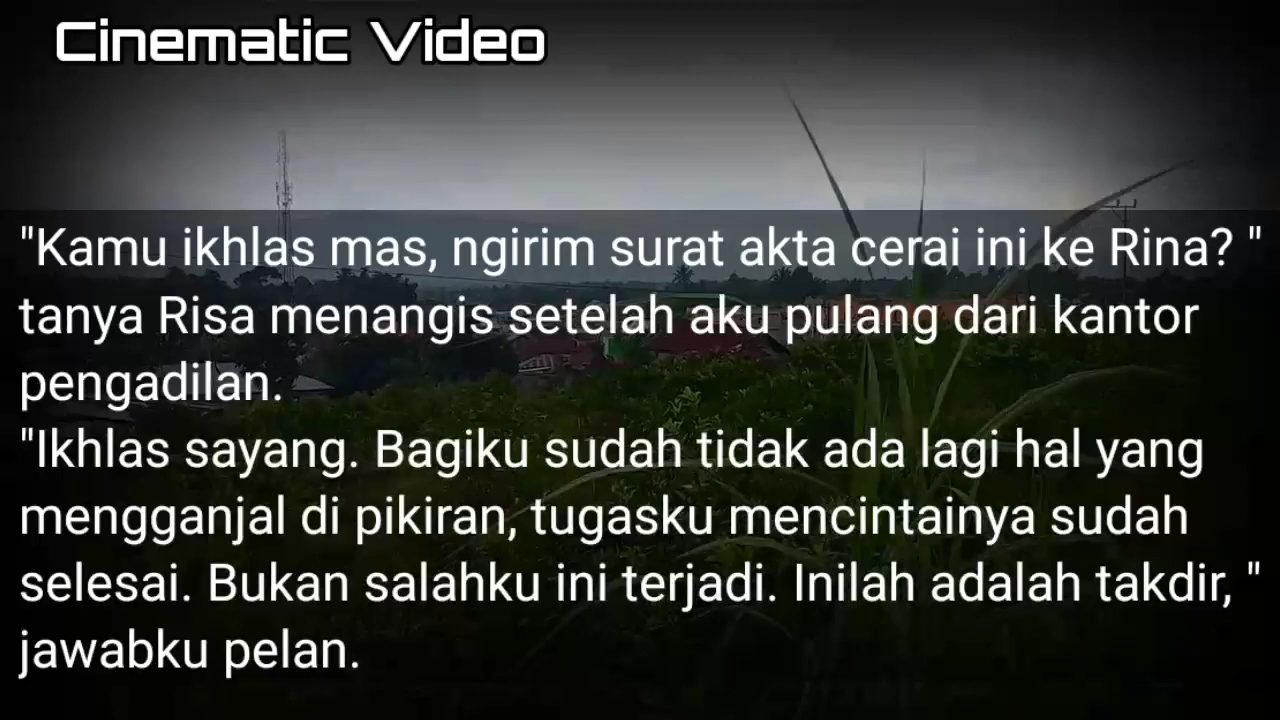 Cinematic Video
"Kamu ikhlas mas, ngirim surat akta cerai ini ke Rina? "
tanya Risa menangis setelah aku pulang dari kantor
pengadilan.
"Ikhlas sayang. Bagiku sudah tidak ada lagi hal yang
mengganjal di pikiran, tugasku mencintainya sudah
selesai. Bukan salahku ini terjadi. Inilah adalah takdir, "
jawabku pelan.